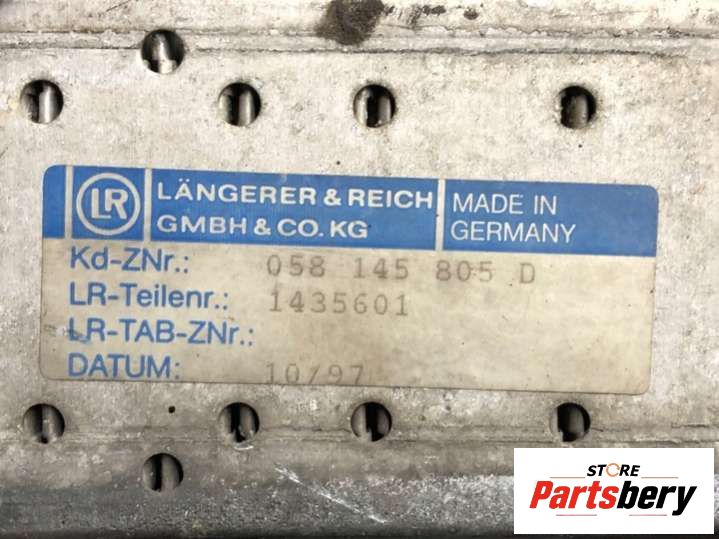 LR
LÄNGERER & REICH
GMBH & CO. KG
MADE IN
GERMANY
Kd-ZNr.: 058 145 805 D
LR-Teilenr.: 1435601
LR-TAB-ZNr.:
DATUM: 10/97
STORE
Partsbery